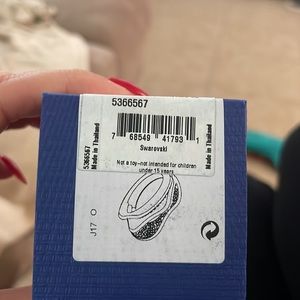 5366567
5366567
Made in Thailand
7 68549 41793 1
Swarovski
Made in Thailand
Not a toy-not intended for children
under 15 years
J17 O